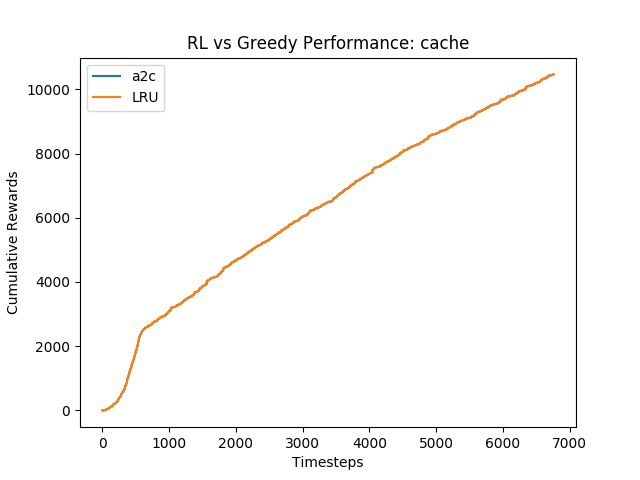 RL vs Greedy Performance: cache
a2c
LRU
Cumulative Rewards
10000
8000
6000
4000
2000
0
0 1000 2000 3000 4000 5000 6000 7000
Timesteps